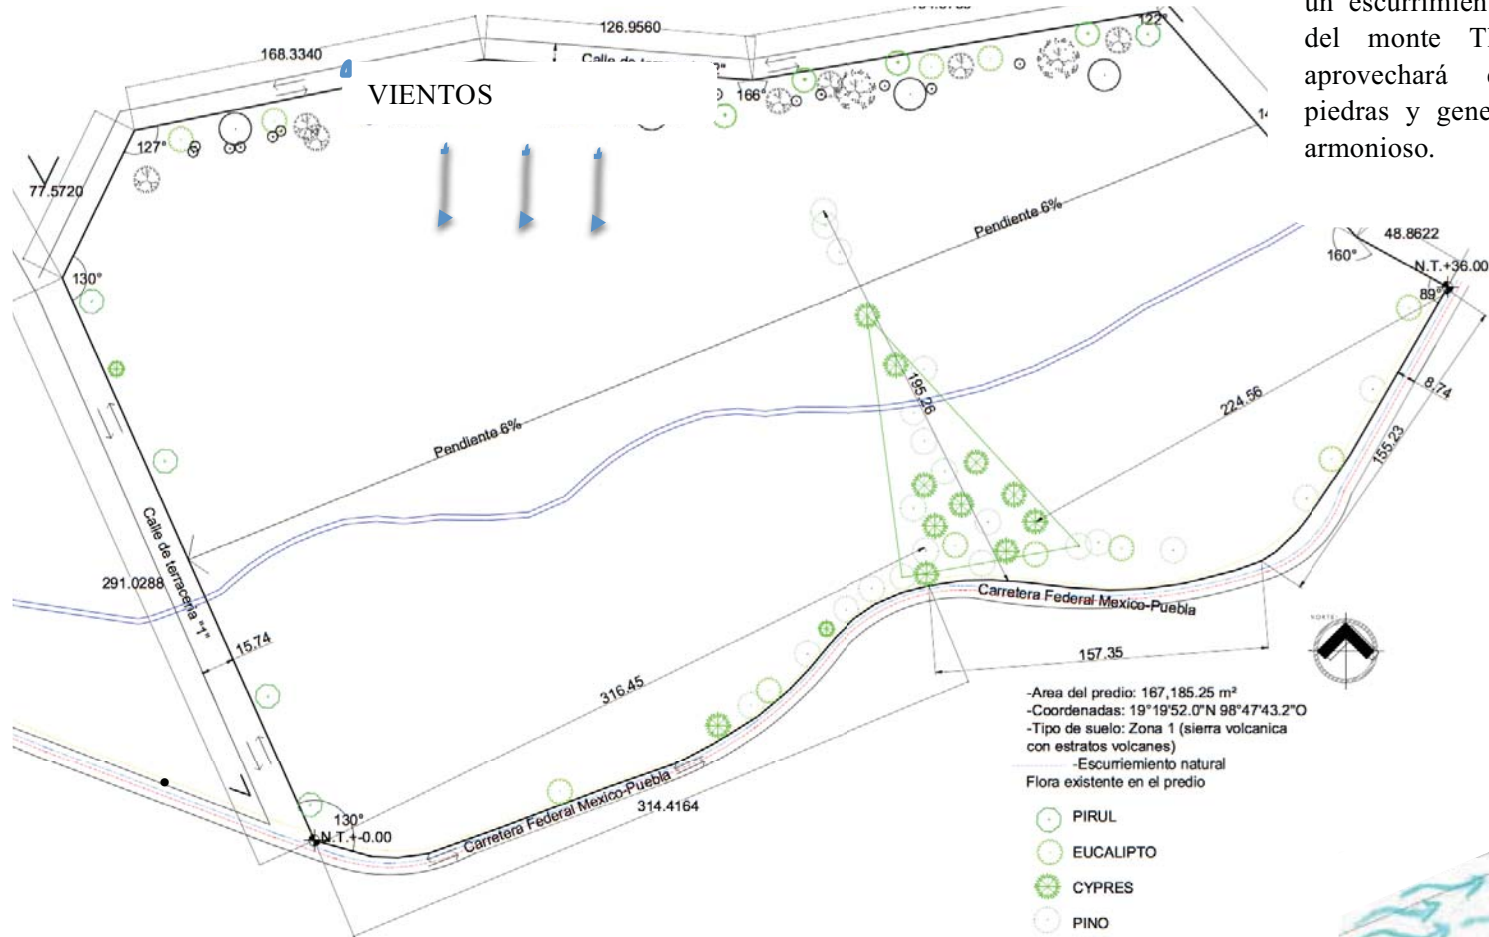 un escurrimien
del monte
aprovechará
piedras y gene
armonioso.
126.9560
168.3340
122°
VIENTOS
166°
127°
77.5720
130°
Pendiente 6%
48.8622
160°
N.T.+36.00
89°
195.26
224.56
8.74
155.23
Pendiente 6%
Calle de terraceria "1"
291.0288
15.74
316.45
Carretera Federal Mexico-Puebla
157.35
NORTE
130°
N.T.+-0.00
Carretera Federal Mexico-Puebla
314.4164
-Area del predio: 167,185.25 m²
-Coordenadas: 19°19'52.0"N 98°47'43.2"O
-Tipo de suelo: Zona 1 (sierra volcanica
con estratos volcanes)
-Escurriemiento natural
Flora existente en el predio
PIRUL
EUCALIPTO
CYPRES
PINO